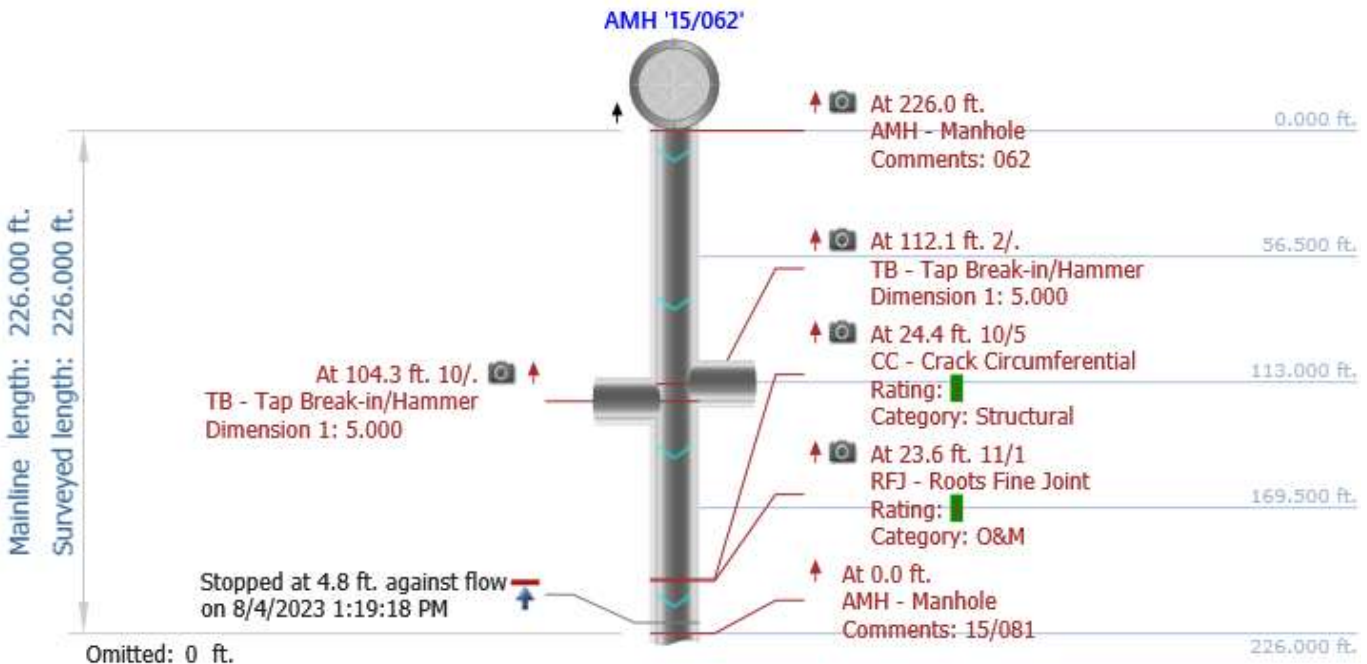 AMH '15/062'
Mainline length: 226.000 ft.
Surveyed length: 226.000 ft.
At 226.0 ft.
AMH - Manhole
Comments: 062
0.000 ft.
At 112.1 ft. 2/.
TB - Tap Break-in/Hammer
Dimension 1: 5.000
56.500 ft.
At 24.4 ft. 10/5
CC - Crack Circumferential
Rating:
Category: Structural
113.000 ft.
At 104.3 ft. 10/.
TB - Tap Break-in/Hammer
Dimension 1: 5.000
At 23.6 ft. 11/1
RFJ - Roots Fine Joint
Rating:
Category: O&M
169.500 ft.
Stopped at 4.8 ft. against flow
on 8/4/2023 1:19:18 PM
At 0.0 ft.
AMH - Manhole
Comments: 15/081
226.000 ft.
Omitted: 0 ft.